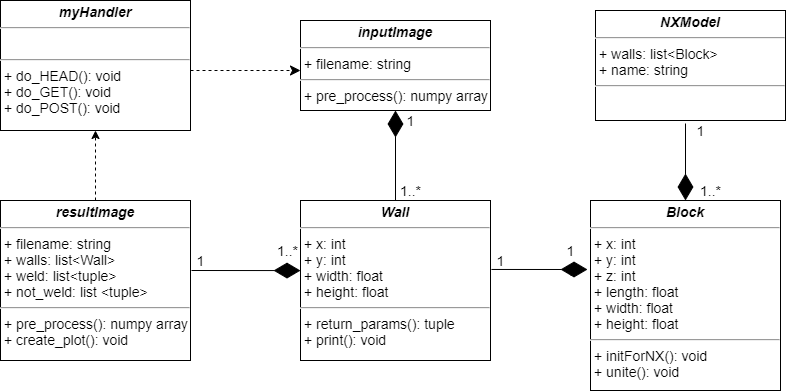 myHandler
+ do_HEAD(): void
+ do_GET(): void
+ do_POST(): void
inputImage
+ filename: string
+ pre_process(): numpy array
NXModel
+ walls: list<Block>
+ name: string
1
1..*
1
1..*
resultImage
+ filename: string
+ walls: list<Wall>
+ weld: list<tuple>
+ not_weld: list <tuple>
+ pre_process(): numpy array
+ create_plot(): void
1
1..*
Wall
+ x: int
+ y: int
+ width: float
+ height: float
+ return_params(): tuple
+ print(): void
1
1
Block
+ x: int
+ y: int
+ z: int
+ length: float
+ width: float
+ height: float
+ initForNX(): void
+ unite(): void